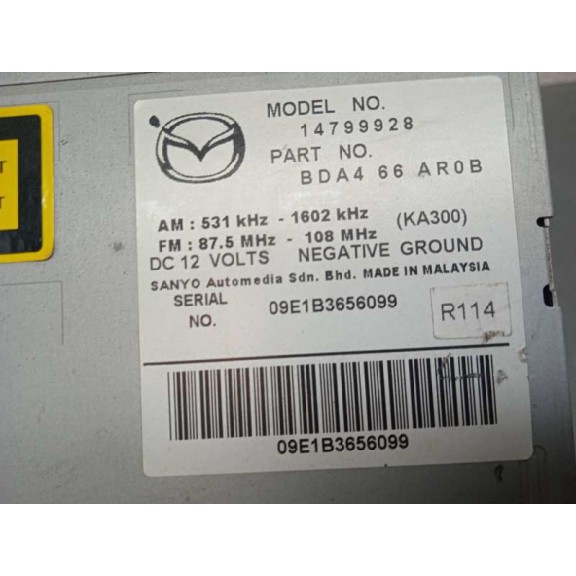 MODEL NO.
14799928
PART NO.
BDA4 66 AR0B
AM : 531 kHz - 1602 kHz (KA300)
FM : 87.5 MHz - 108 MHz
DC 12 VOLTS NEGATIVE GROUND
SANYO Automedia Sdn. Bhd. MADE IN MALAYSIA
SERIAL NO. 09E1B3656099
R114
09E1B3656099